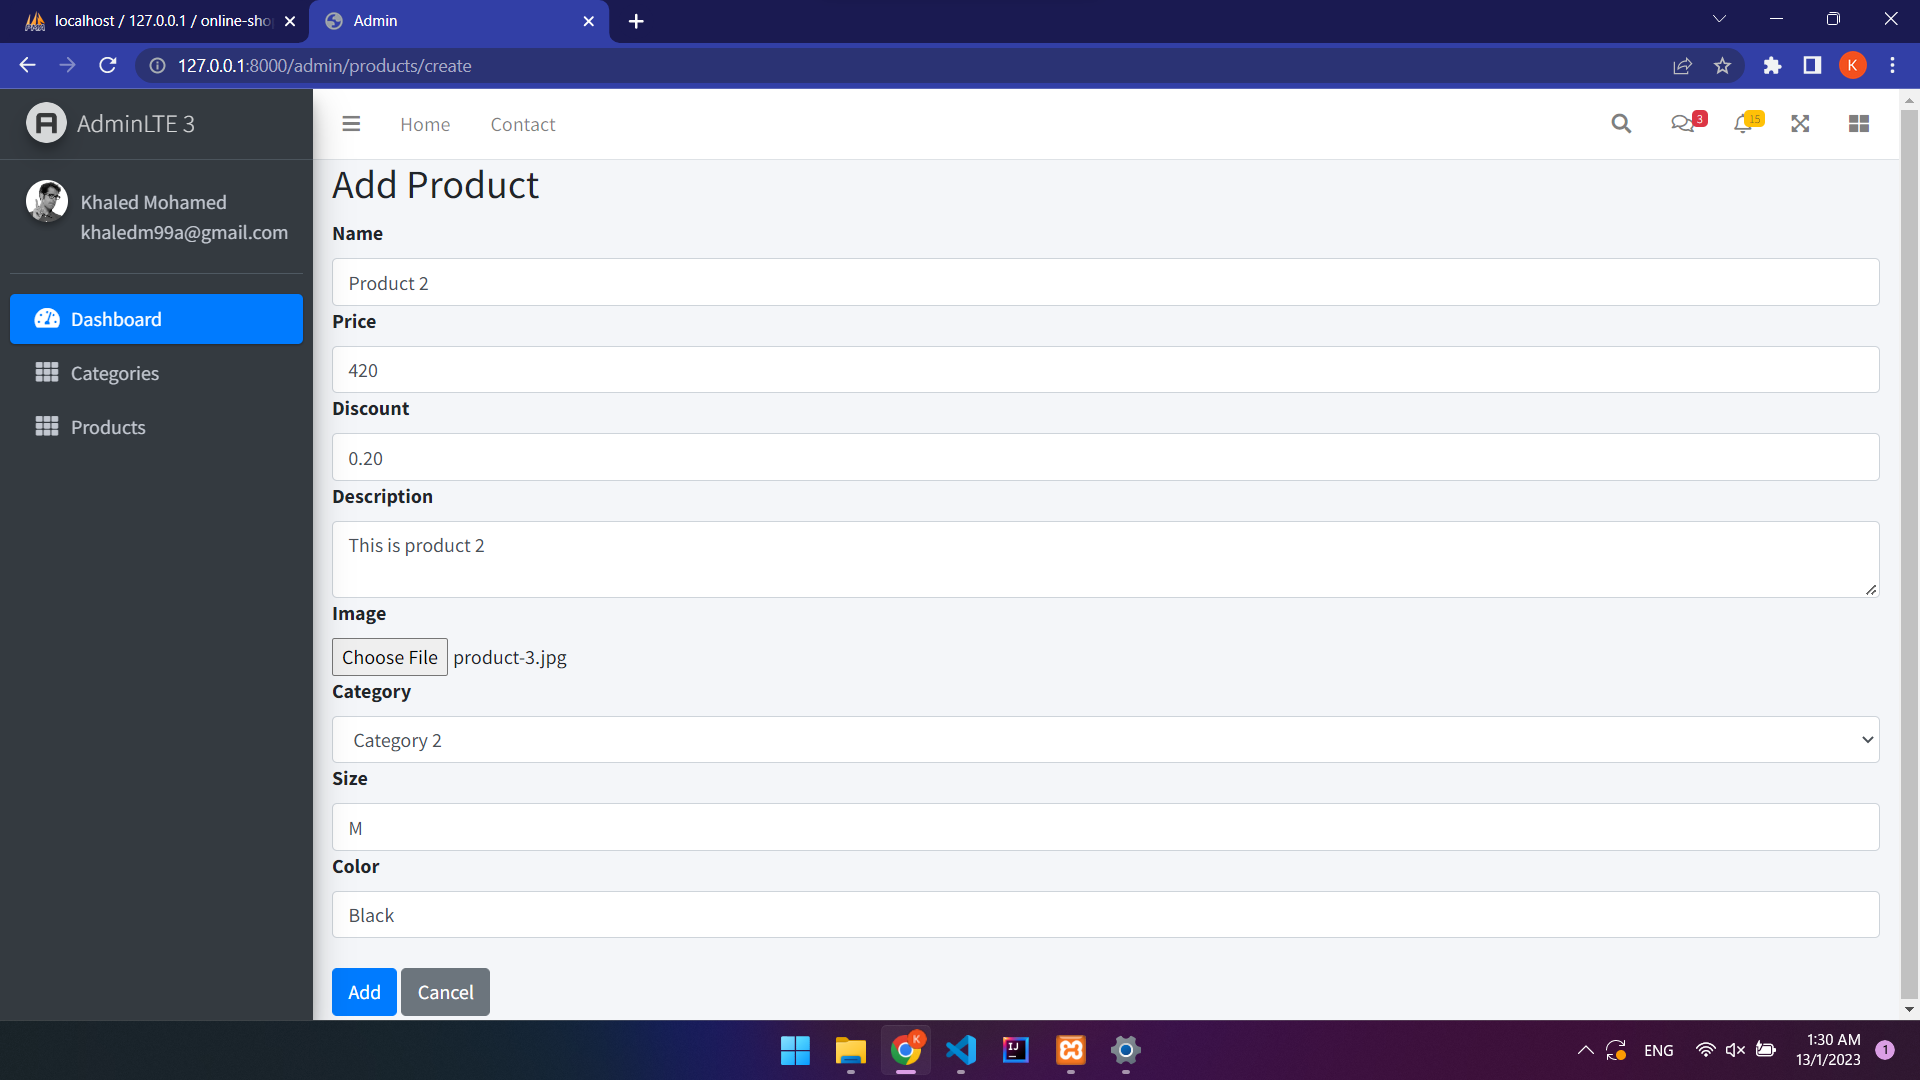 localhost / 127.0.0.1 / online-sho
Admin
127.0.0.1:8000/admin/products/create
K
AdminLTE 3
Home
Contact
3
15
Khaled Mohamed
khaledm99a@gmail.com
Dashboard
Categories
Products
Add Product
Name
Product 2
Price
420
Discount
0.20
Description
This is product 2
Image
Choose File product-3.jpg
Category
Category 2
Size
M
Color
Black
Add
Cancel
K
IJ
ENG
1:30 AM
13/1/2023
1